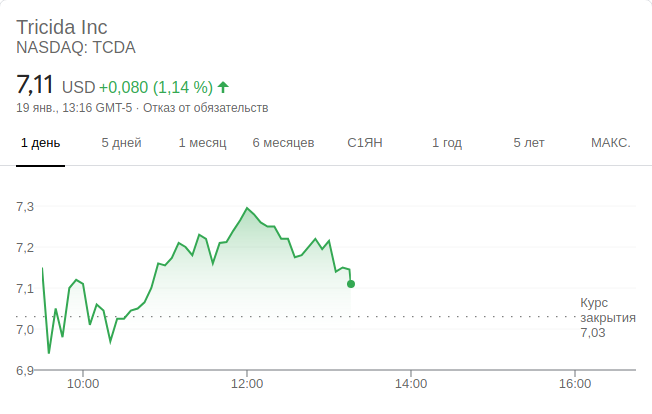 Tricida Inc
NASDAQ: TCDA
7,11 USD +0,080 (1,14 %)
19 янв., 13:16 GMT-5 · Отказ от обязательств
1 день 5 дней 1 месяц 6 месяцев С1ЯН 1 год 5 лет МАКС.
7,3
7,2
7,1
7,0
6,9
Курс
закрытия
7,03
10:00 12:00 14:00 16:00